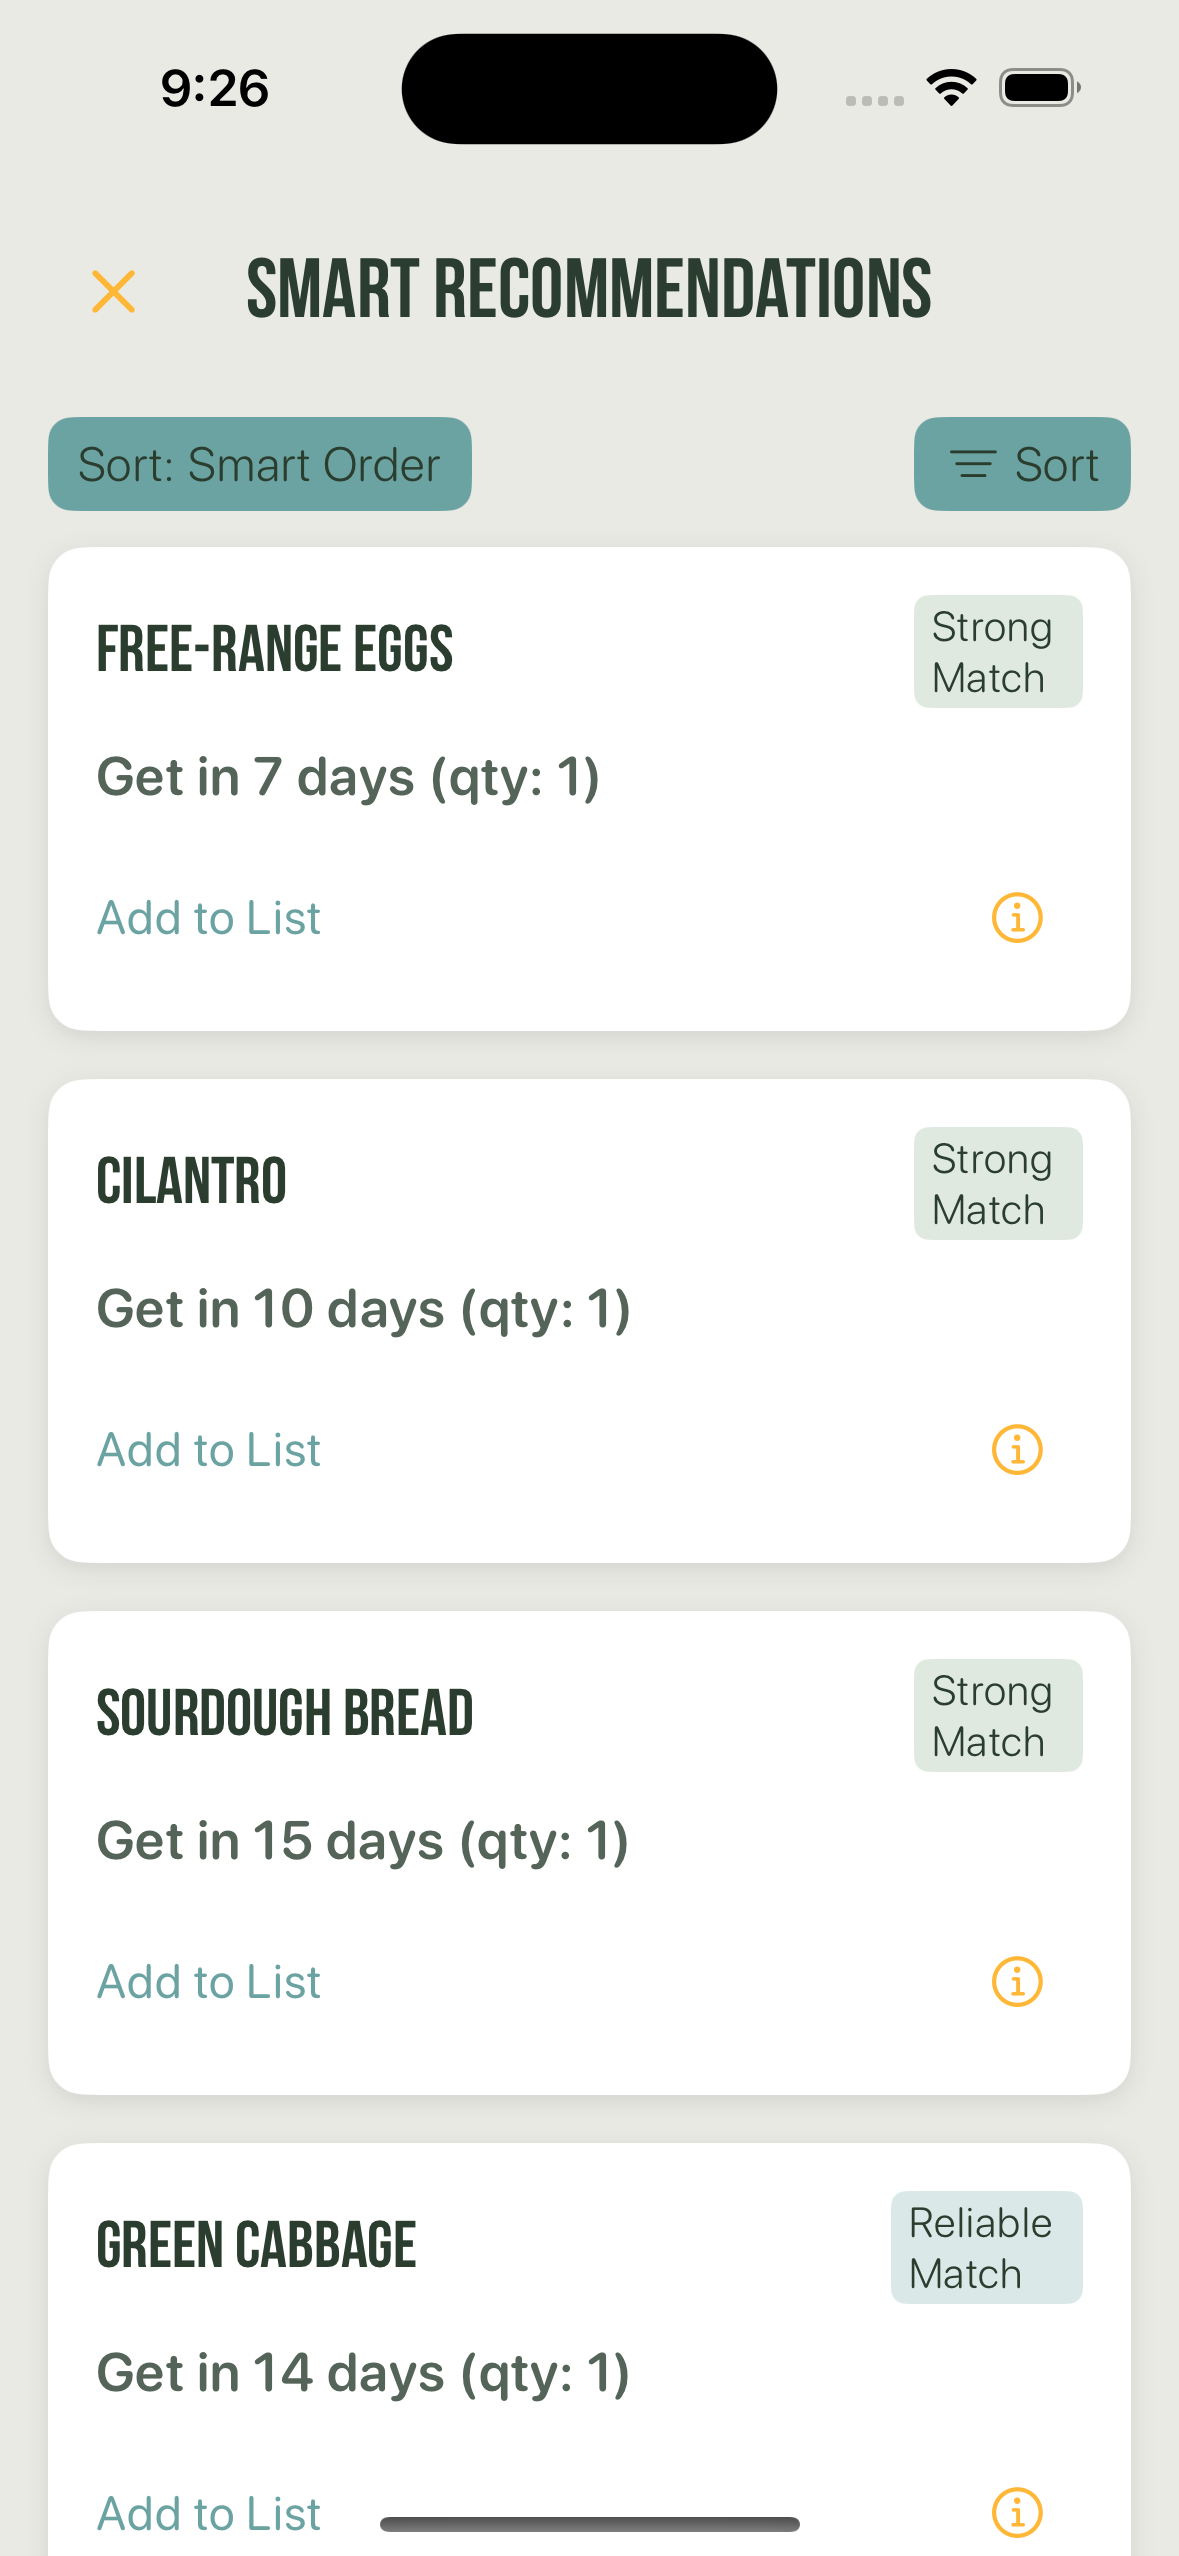 9:26
SMART RECOMMENDATIONS
Sort: Smart Order
Sort
FREE-RANGE EGGS
Strong
Match
Get in 7 days (qty: 1)
Add to List
CILANTRO
Strong
Match
Get in 10 days (qty: 1)
Add to List
SOURDOUGH BREAD
Strong
Match
Get in 15 days (qty: 1)
Add to List
GREEN CABBAGE
Reliable
Match
Get in 14 days (qty: 1)
Add to List